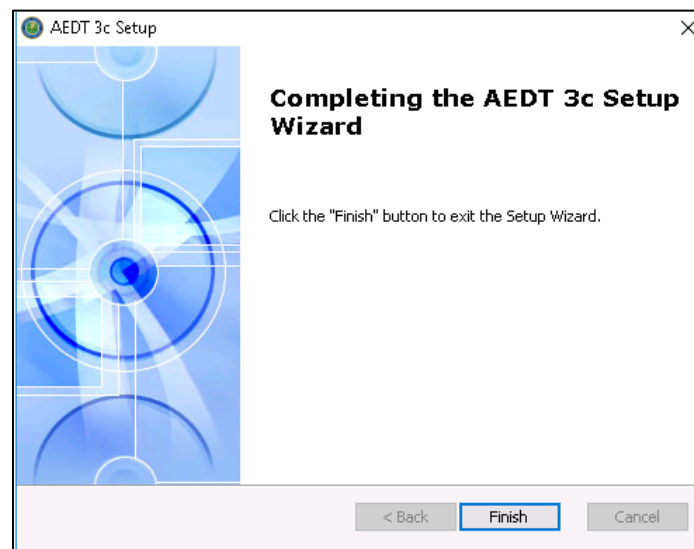 AEDT 3c Setup
Completing the AEDT 3c Setup
Wizard
Click the "Finish" button to exit the Setup Wizard.
< Back
Finish
Cancel